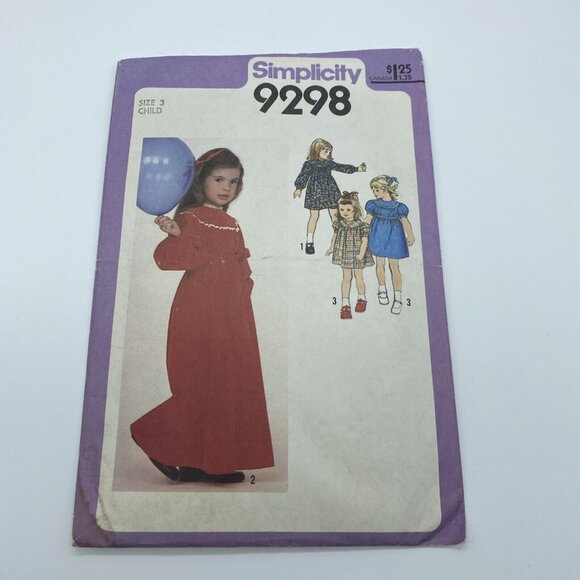 Simplicity
$1.25
CANADA 1.35
SIZE 3
CHILD
9298
1
3
3
2